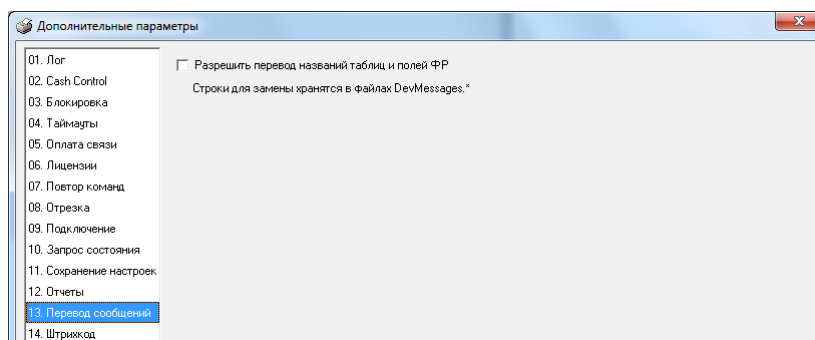 Дополнительные параметры
01. Лог
02. Cash Control
03. Блокировка
04. Таймауты
05. Оплата связи
06. Лицензии
07. Повтор команд
08. Отрезка
09. Подключение
10. Запрос состояния
11. Сохранение настроек
12. Отчеты
13. Перевод сообщений
14. Штрихкод
Разрешить перевод названий таблиц и полей ФР
Строки для замены хранятся в файлах DevMessages.*